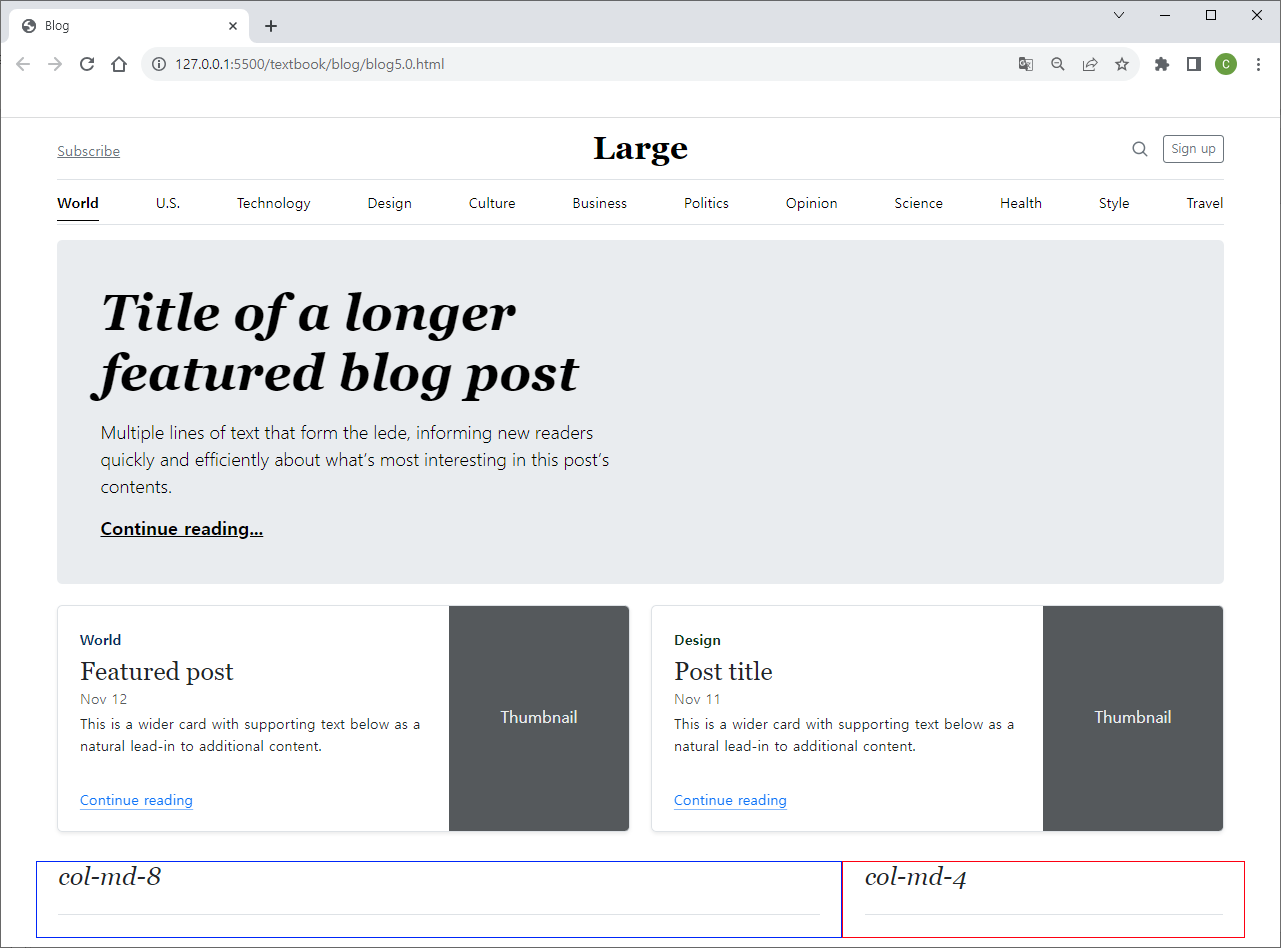 Blog
127.0.0.1:5500/textbook/blog/blog5.0.html
C
Subscribe
Large
Sign up
World U.S. Technology Design Culture Business Politics Opinion Science Health Style Travel
Title of a longer
featured blog post
Multiple lines of text that form the lede, informing new readers
quickly and efficiently about what's most interesting in this post's
contents.
Continue reading...
World
Featured post
Nov 12
This is a wider card with supporting text below as a
natural lead-in to additional content.
Continue reading
Thumbnail
Design
Post title
Nov 11
This is a wider card with supporting text below as a
natural lead-in to additional content.
Continue reading
Thumbnail
col-md-8
col-md-4